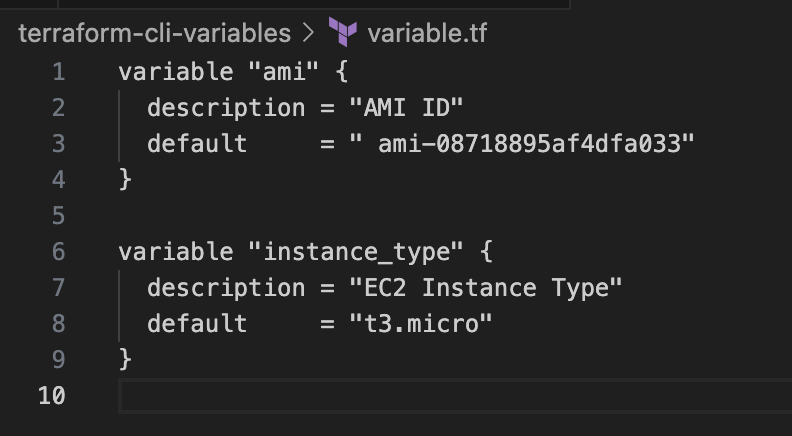 terraform-cli-variables > variable.tf
1 variable "ami" {
2   description = "AMI ID"
3   default     = " ami-08718895af4dfa033"
4 }
5
6 variable "instance_type" {
7   description = "EC2 Instance Type"
8   default     = "t3.micro"
9 }
10